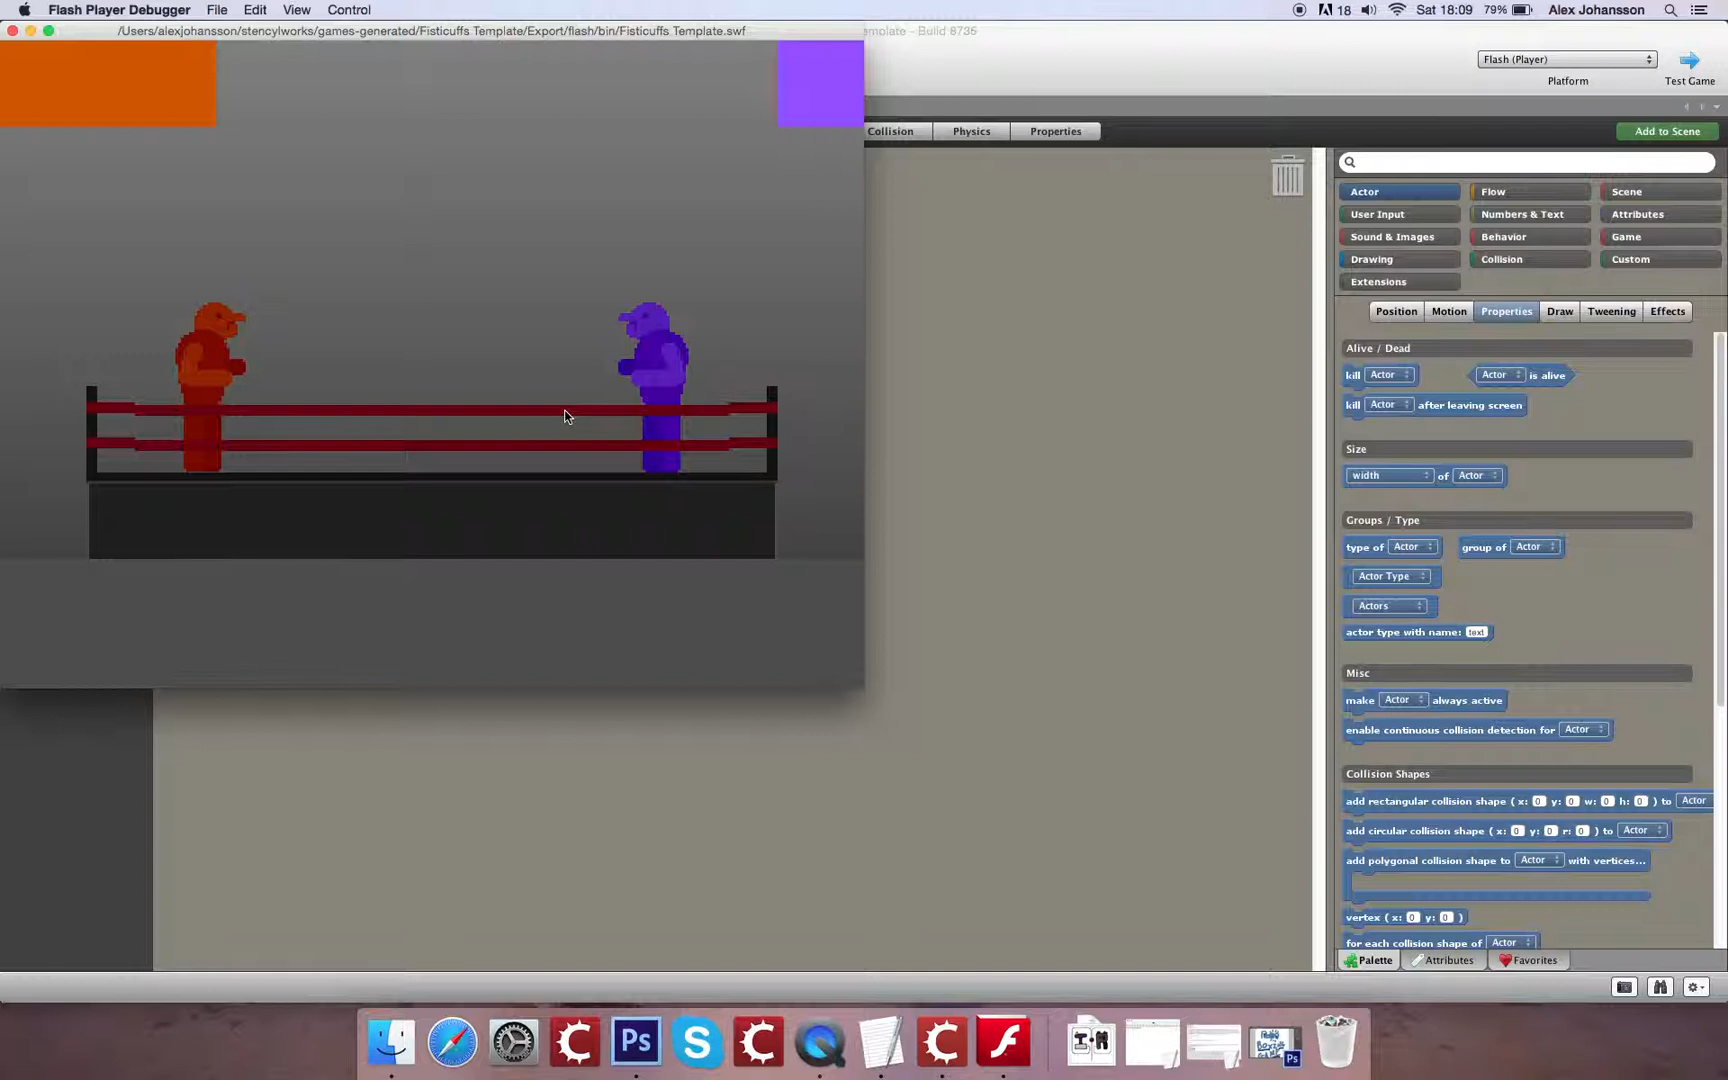 Flash Player Debugger File Edit View Control 18 Sat 18:09 79% Alex Johansson
/Users/alexjohansson/stencylworks/games-generated/Fisticuffs Template/Export/flash/bin/Fisticuffs Template.swf
mplate - Build 8735
Flash (Player)
Platform Test Game
Collision Physics Properties Add to Scene
Actor Flow Scene
User Input Numbers & Text Attributes
Sound & Images Behavior Game
Drawing Collision Custom
Extensions
Position Motion Properties Draw Tweening Effects
Alive / Dead
kill Actor Actor is alive
kill Actor after leaving screen
Size
width of Actor
Groups / Type
type of Actor group of Actor
Actor Type
Actors
actor type with name: text
Misc
make Actor always active
enable continuous collision detection for Actor
Collision Shapes
add rectangular collision shape ( x: 0 y: 0 w: 0 h: 0 ) to Actor
add circular collision shape ( x: 0 y: 0 r: 0 ) to Actor
add polygonal collision shape to Actor with vertices...
vertex ( x: 0 y: 0 )
for each collision shape of Actor
Palette Attributes Favorites
Ps S
Ps